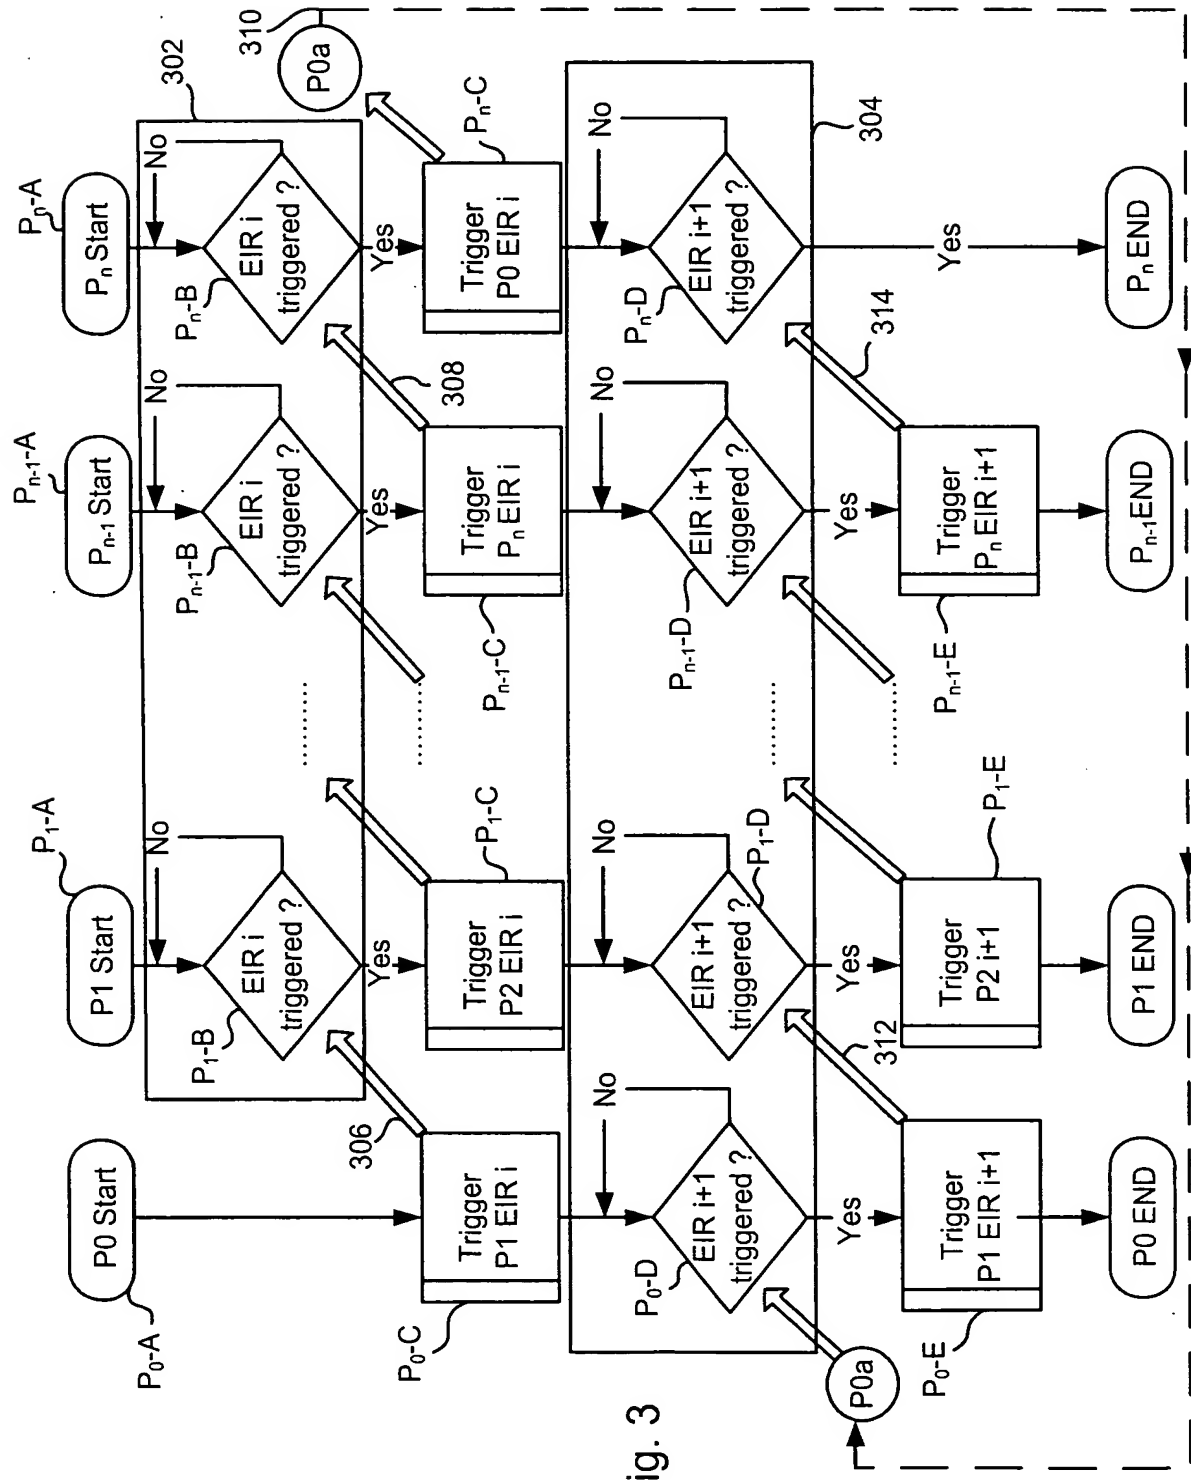 P₀-A
P0 Start
P₁-A
P1 Start
Pₙ₋₁-A
Pₙ₋₁ Start
Pₙ-A
Pₙ Start
302
No
No
No
P₁-B
EIR i
triggered ?
Pₙ₋₁-B
EIR i
triggered ?
Pₙ-B
EIR i
triggered ?
310
P0a
306
Yes
........
Yes
308
Yes
P₀-C
Trigger
P1 EIR i
P₁-C
Trigger
P2 EIR i
........
Pₙ₋₁-C
Trigger
Pₙ EIR i
Pₙ-C
Trigger
P0 EIR i
No
No
No
No
P₀-D
EIR i+1
triggered ?
P₁-D
EIR i+1
triggered ?
........
Pₙ₋₁-D
EIR i+1
triggered ?
Pₙ-D
EIR i+1
triggered ?
304
P0a
Yes
312
Yes
........
Yes
314
Yes
P₀-E
Trigger
P1 EIR i+1
P₁-E
Trigger
P2 i+1
Pₙ₋₁-E
Trigger
Pₙ EIR i+1
P0 END
P1 END
Pₙ₋₁ END
Pₙ END
ig. 3